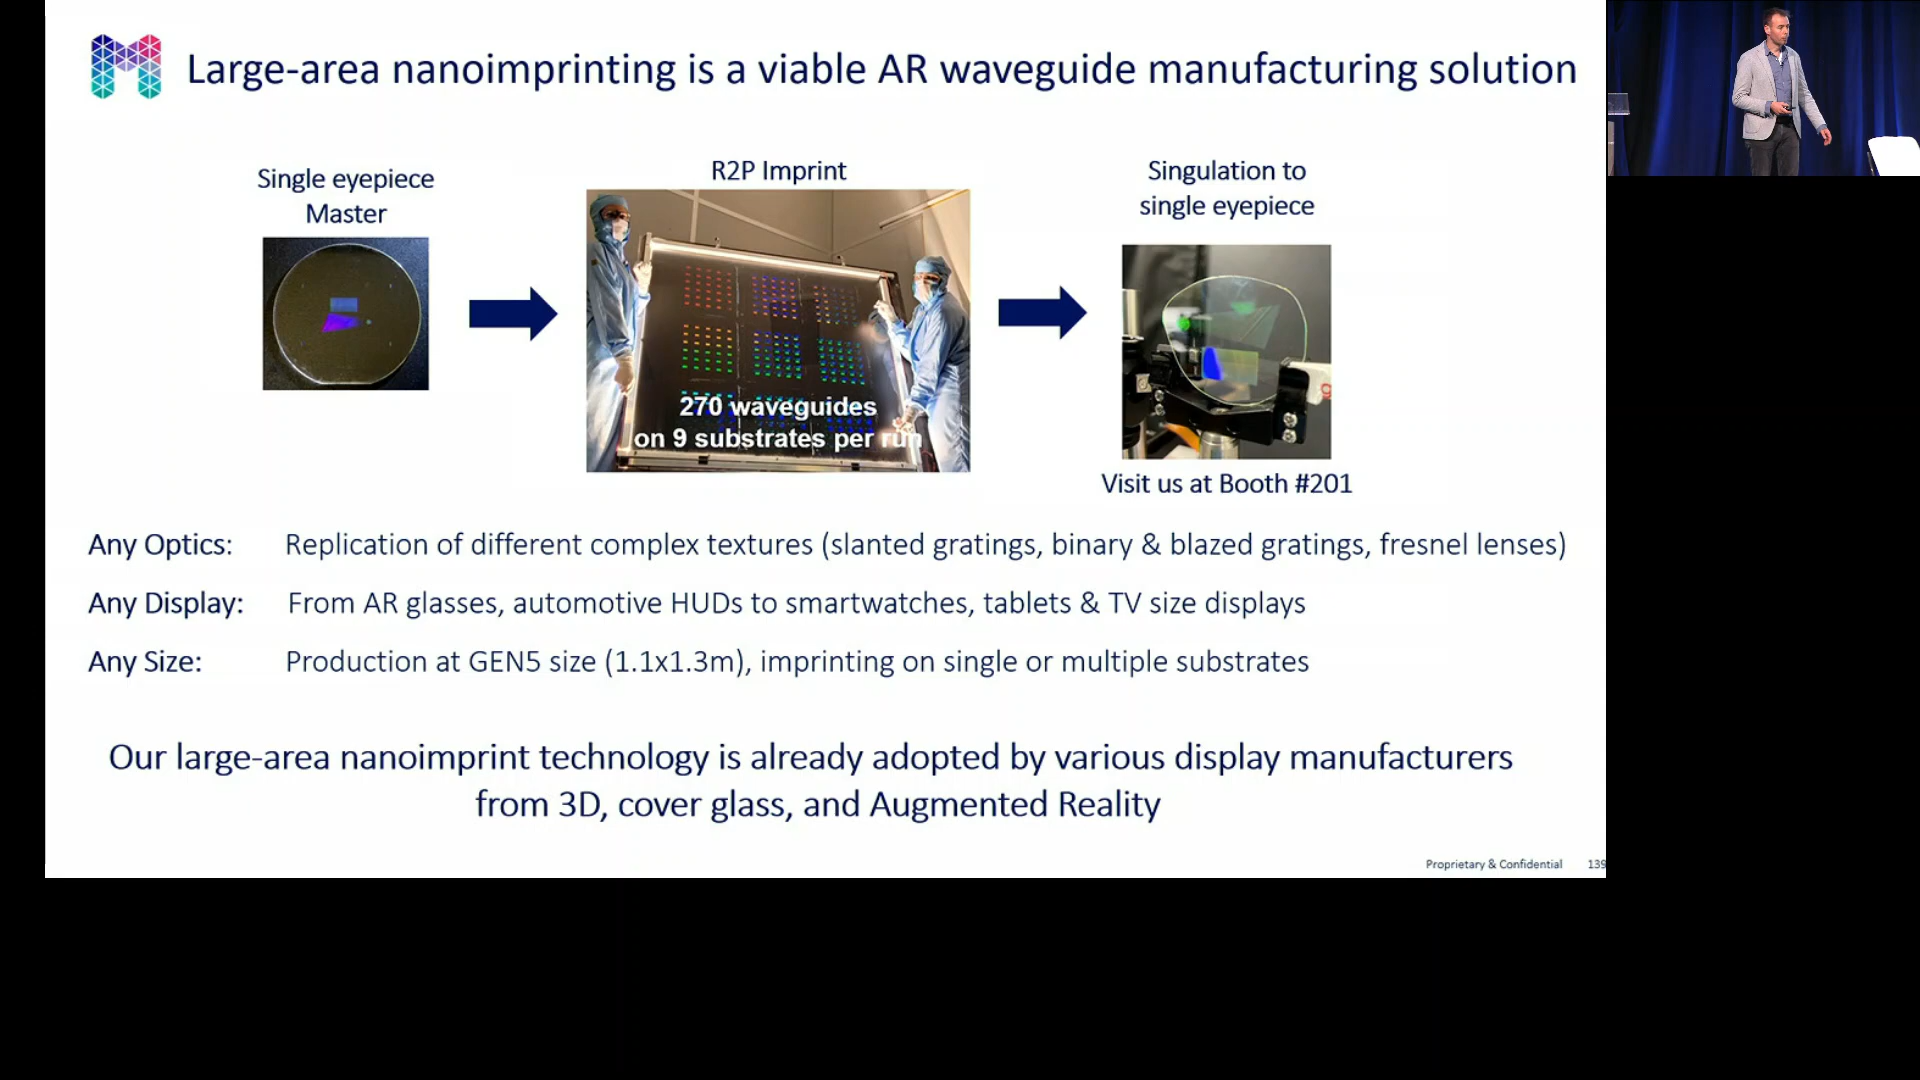 Large-area nanoimprinting is a viable AR waveguide manufacturing solution
Single eyepiece
Master
R2P Imprint
270 waveguides
on 9 substrates per run
Singulation to
single eyepiece
Visit us at Booth #201
Any Optics: Replication of different complex textures (slanted gratings, binary & blazed gratings, fresnel lenses)
Any Display: From AR glasses, automotive HUDs to smartwatches, tablets & TV size displays
Any Size: Production at GEN5 size (1.1x1.3m), imprinting on single or multiple substrates
Our large-area nanoimprint technology is already adopted by various display manufacturers
from 3D, cover glass, and Augmented Reality
Proprietary & Confidential 139